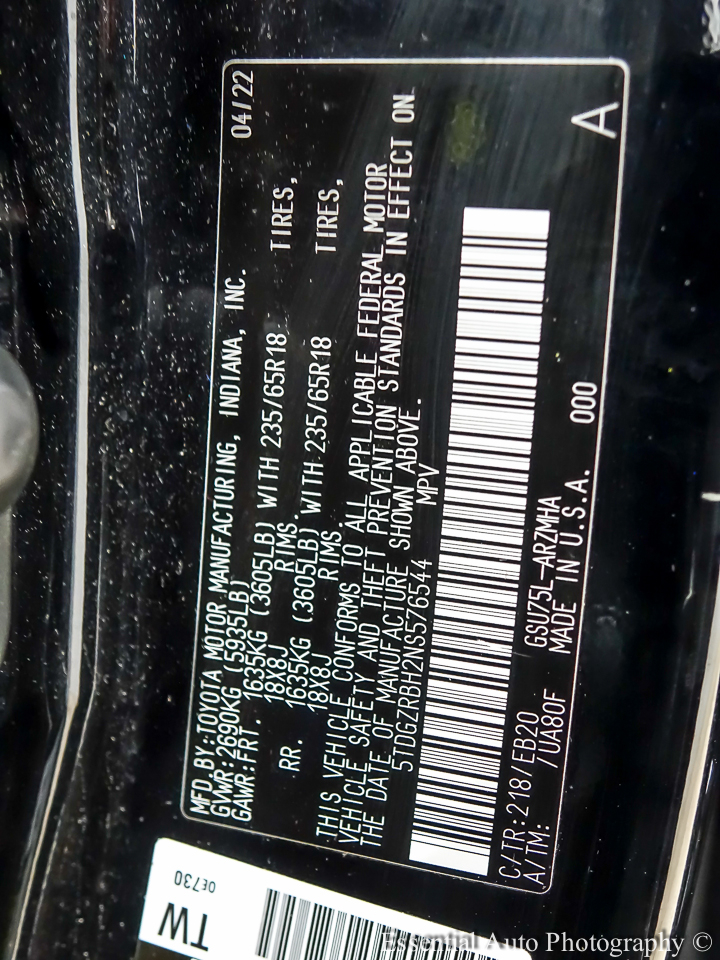 MFD.BY:TOYOTA MOTOR MANUFACTURING, INDIANA, INC. 04/22
GVWR:2690KG (5935LB)
GAWR:FRT. 1635KG (3605LB) WITH 235/65R18 TIRES,
18X8J RIMS
RR. 1635KG (3605LB) WITH 235/65R18 TIRES,
18X8J RIMS
THIS VEHICLE CONFORMS TO ALL APPLICABLE FEDERAL MOTOR
VEHICLE SAFETY AND THEFT PREVENTION STANDARDS IN EFFECT ON
THE DATE OF MANUFACTURE SHOWN ABOVE.
5TDGZRBH2NS576544 MPV
C/TR:218/EB20 GSU75L-ARZMHA
A/TM: /UA80F MADE IN U.S.A. 000 A
TW
0E730
Essential Auto Photography ©